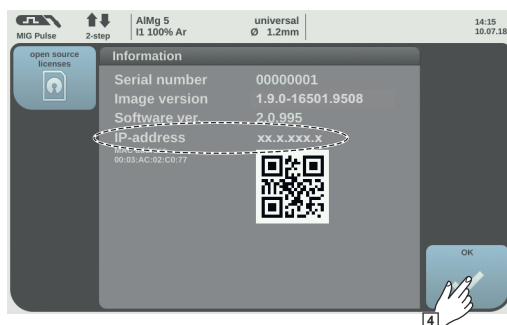 MIG Pulse
2-step
AlMg 5
I1 100% Ar
universal
Ø 1.2mm
14:15
10.07.18
open source
licenses
Information
Serial number 00000001
Image version 1.9.0-16501.9508
Software ver. 2.0.995
IP-address xx.x.xxx.x
00:03:AC:02:C0:77
OK
4